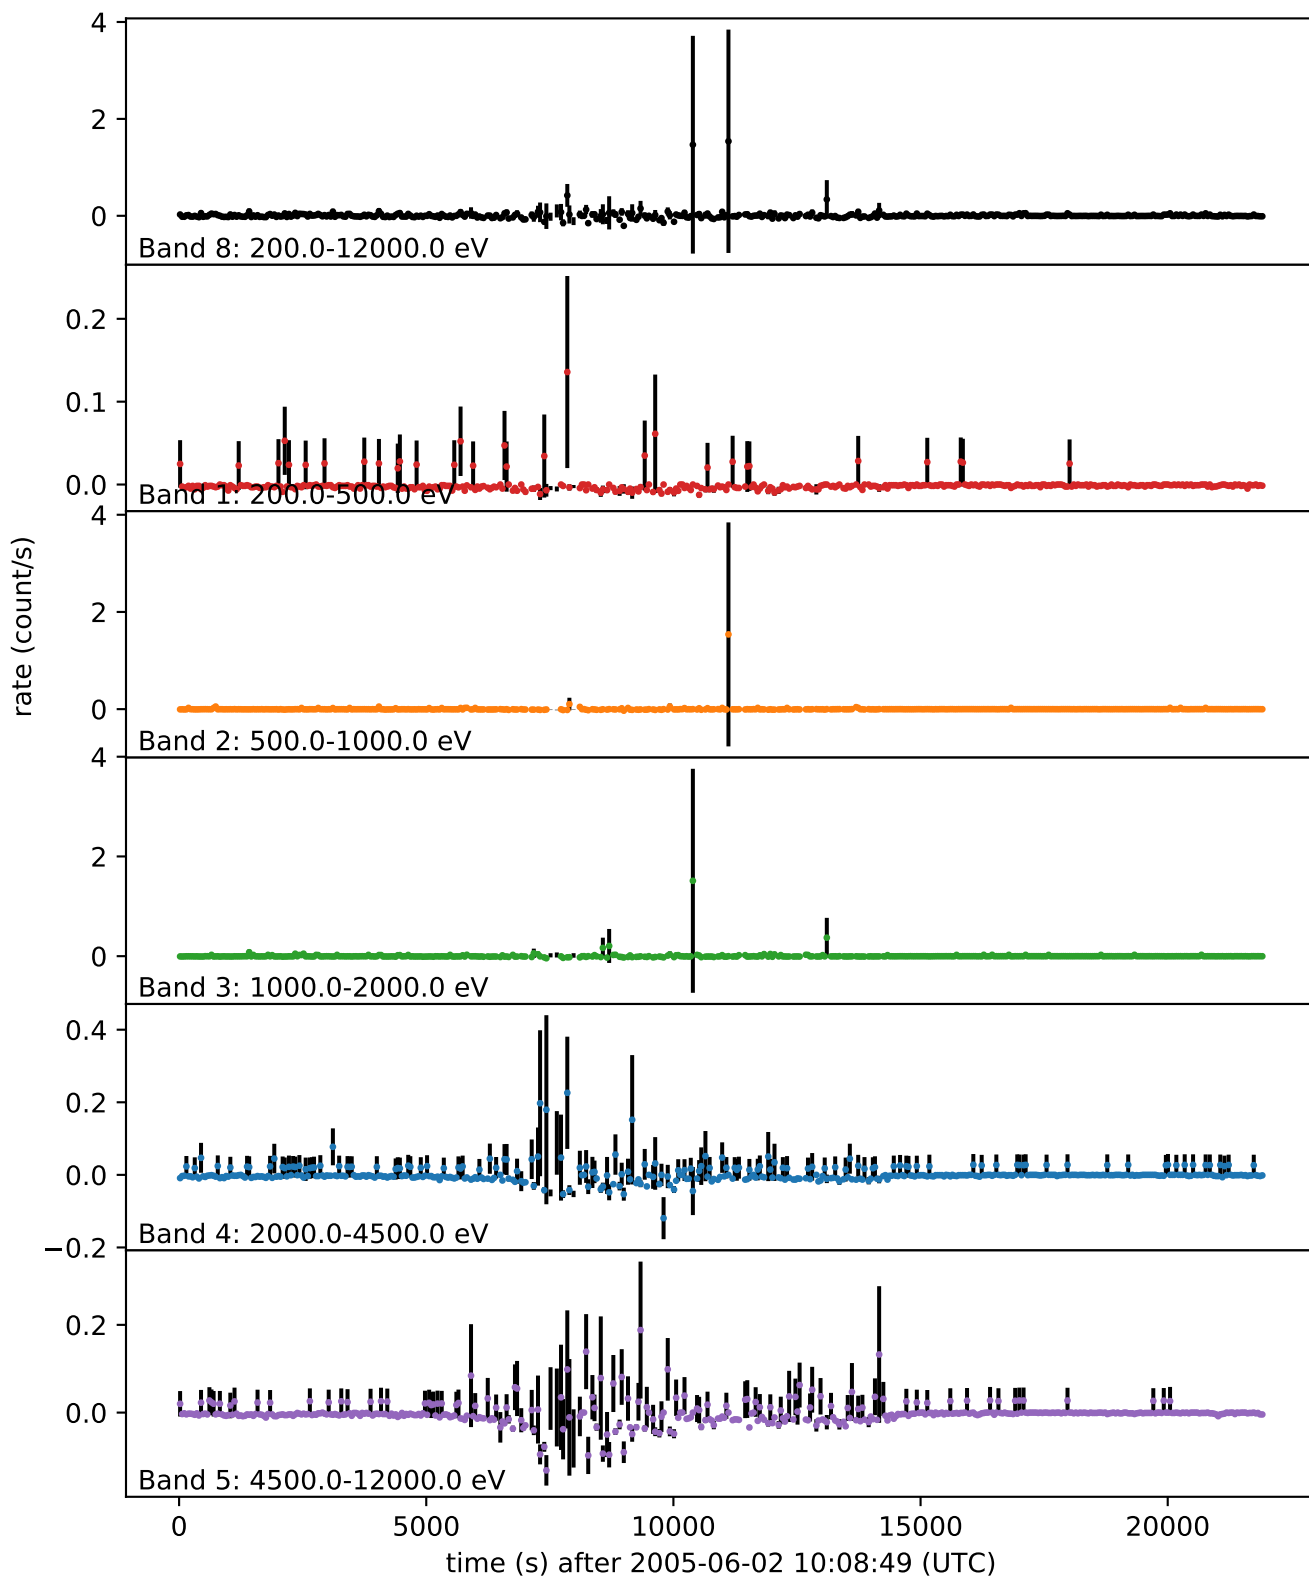 4
2
0
Band 8: 200.0-12000.0 eV
0.2
0.1
0.0
Band 1: 200.0-500.0 eV
4
2
0
Band 2: 500.0-1000.0 eV
4
2
0
Band 3: 1000.0-2000.0 eV
0.4
0.2
0.0
−0.2
Band 4: 2000.0-4500.0 eV
0.2
0.0
Band 5: 4500.0-12000.0 eV
rate (count/s)
0 5000 10000 15000 20000
time (s) after 2005-06-02 10:08:49 (UTC)